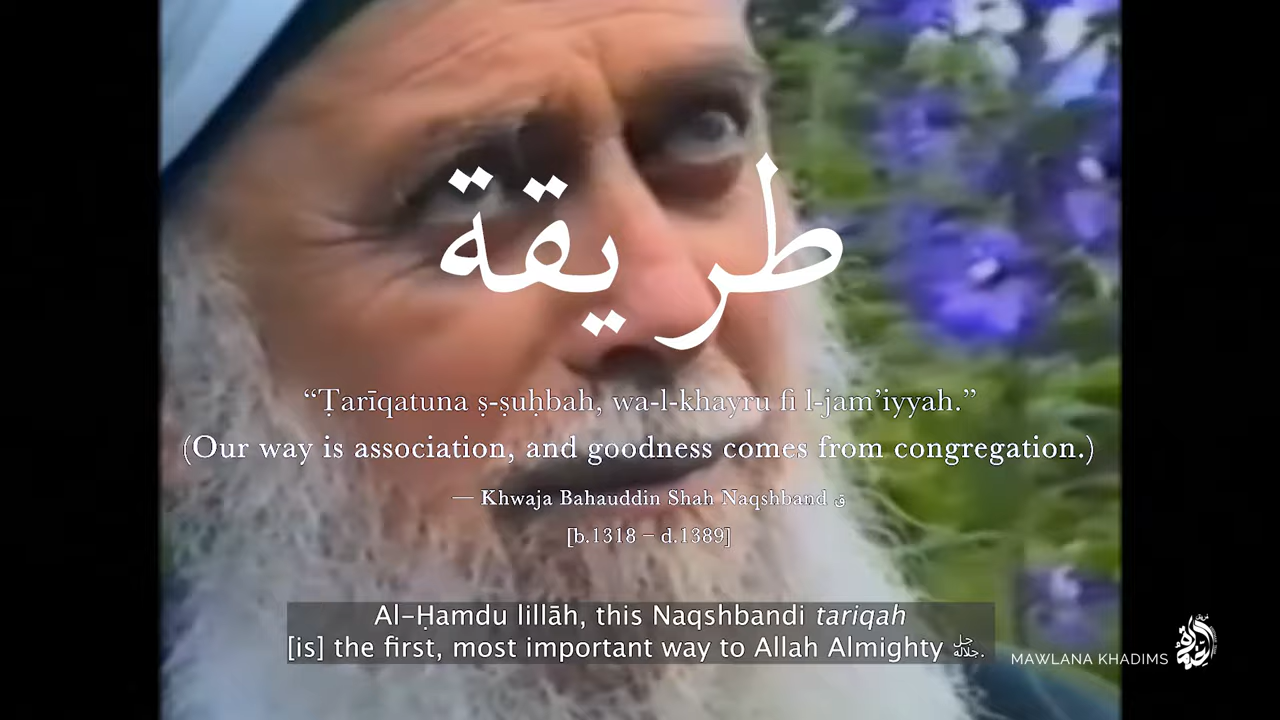 طريقة
“Ṭarīqatuna ṣ-ṣuḥbah, wa-l-khayru fi l-jam’iyyah.”
(Our way is association, and goodness comes from congregation.)
— Khwaja Bahauddin Shah Naqshband ق
[b.1318 – d.1389]
Al-Ḥamdu lillāh, this Naqshbandi tariqah
[is] the first, most important way to Allah Almighty جل جلاله.
MAWLANA KHADIMS